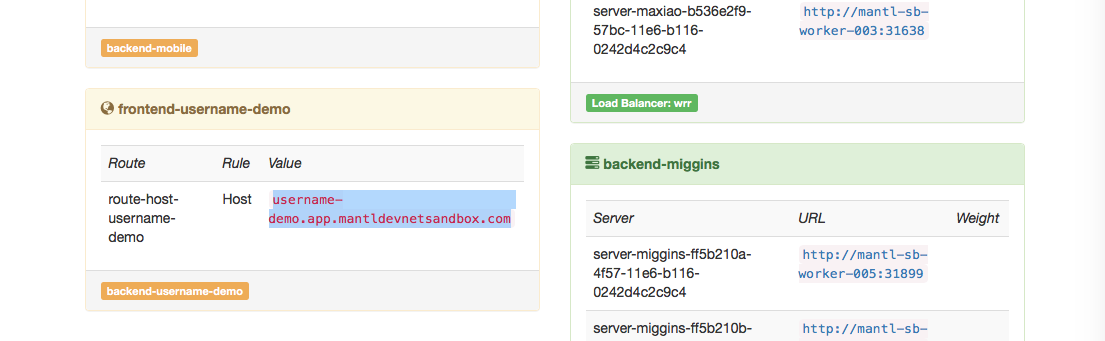 backend-mobile
frontend-username-demo
Route Rule Value
route-host- Host username-
username- demo.app.mantldevnetsandbox.com
demo
backend-username-demo
server-maxiao-b536e2f9- http://mantl-sb-
57bc-11e6-b116- worker-003:31638
0242d4c2c9c4
Load Balancer: wrr
backend-miggins
Server URL Weight
server-miggins-ff5b210a- http://mantl-sb-
4f57-11e6-b116- worker-005:31899
0242d4c2c9c4
server-miggins-ff5b210b- http://mantl-sb-